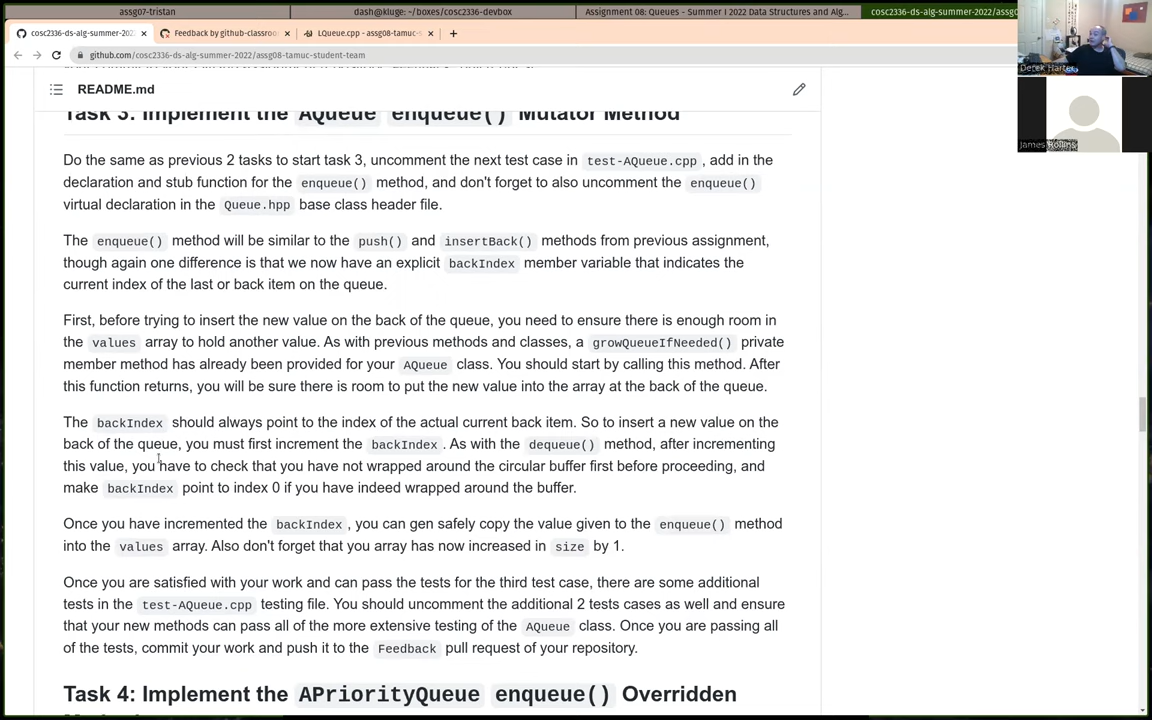 assg07-tristan
dash@kluge: ~/boxes/cosc2336-devbox
Assignment 08: Queues - Summer I 2022 Data Structures and Alg...
cosc2336-ds-alg-summer-2022/assg0
cosc2336-ds-alg-summer-202
Feedback by github-classroo
LQueue.cpp - assg08-tamuc-s
github.com/cosc2336-ds-alg-summer-2022/assg08-tamuc-student-team
Derek Harter
James Rollins
README.md
Task 3: Implement the AQueue enqueue() Mutator Method
Do the same as previous 2 tasks to start task 3, uncomment the next test case in test-AQueue.cpp , add in the
declaration and stub function for the enqueue() method, and don't forget to also uncomment the enqueue()
virtual declaration in the Queue.hpp base class header file.
The enqueue() method will be similar to the push() and insertBack() methods from previous assignment,
though again one difference is that we now have an explicit backIndex member variable that indicates the
current index of the last or back item on the queue.
First, before trying to insert the new value on the back of the queue, you need to ensure there is enough room in
the values array to hold another value. As with previous methods and classes, a growQueueIfNeeded() private
member method has already been provided for your AQueue class. You should start by calling this method. After
this function returns, you will be sure there is room to put the new value into the array at the back of the queue.
The backIndex should always point to the index of the actual current back item. So to insert a new value on the
back of the queue, you must first increment the backIndex . As with the dequeue() method, after incrementing
this value, you have to check that you have not wrapped around the circular buffer first before proceeding, and
make backIndex point to index 0 if you have indeed wrapped around the buffer.
Once you have incremented the backIndex , you can gen safely copy the value given to the enqueue() method
into the values array. Also don't forget that you array has now increased in size by 1.
Once you are satisfied with your work and can pass the tests for the third test case, there are some additional
tests in the test-AQueue.cpp testing file. You should uncomment the additional 2 tests cases as well and ensure
that your new methods can pass all of the more extensive testing of the AQueue class. Once you are passing all
of the tests, commit your work and push it to the Feedback pull request of your repository.
Task 4: Implement the APriorityQueue enqueue() Overridden